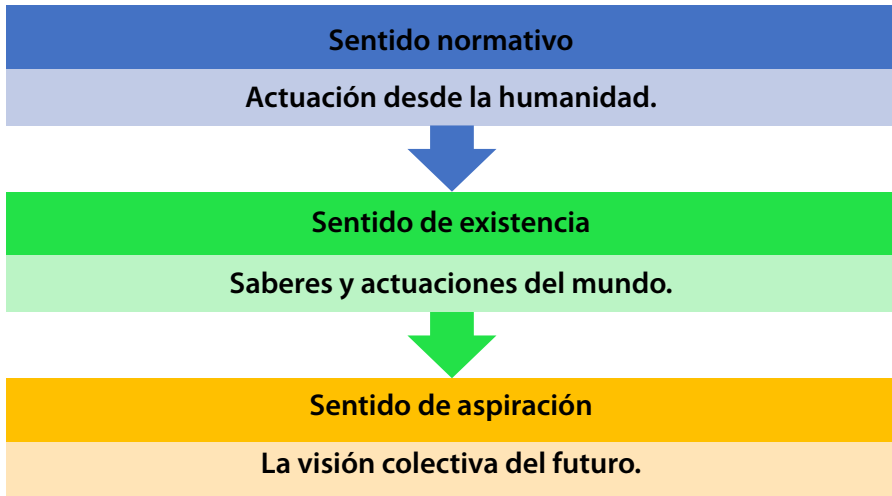 Sentido normativo
Actuación desde la humanidad.
Sentido de existencia
Saberes y actuaciones del mundo.
Sentido de aspiración
La visión colectiva del futuro.